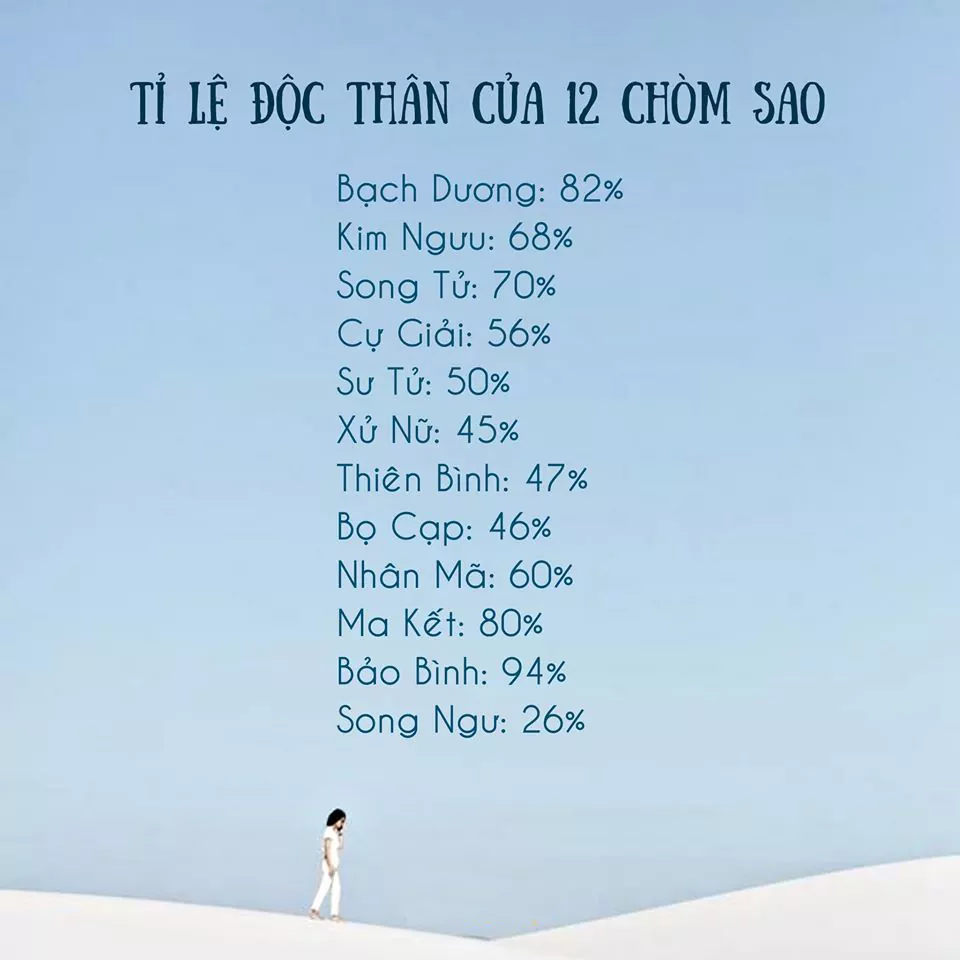 TỈ LỆ ĐỘC THÂN CỦA 12 CHÒM SAO
Bạch Dương: 82%
Kim Ngưu: 68%
Song Tử: 70%
Cự Giải: 56%
Sư Tử: 50%
Xử Nữ: 45%
Thiên Bình: 47%
Bọ Cạp: 46%
Nhân Mã: 60%
Ma Kết: 80%
Bảo Bình: 94%
Song Ngư: 26%